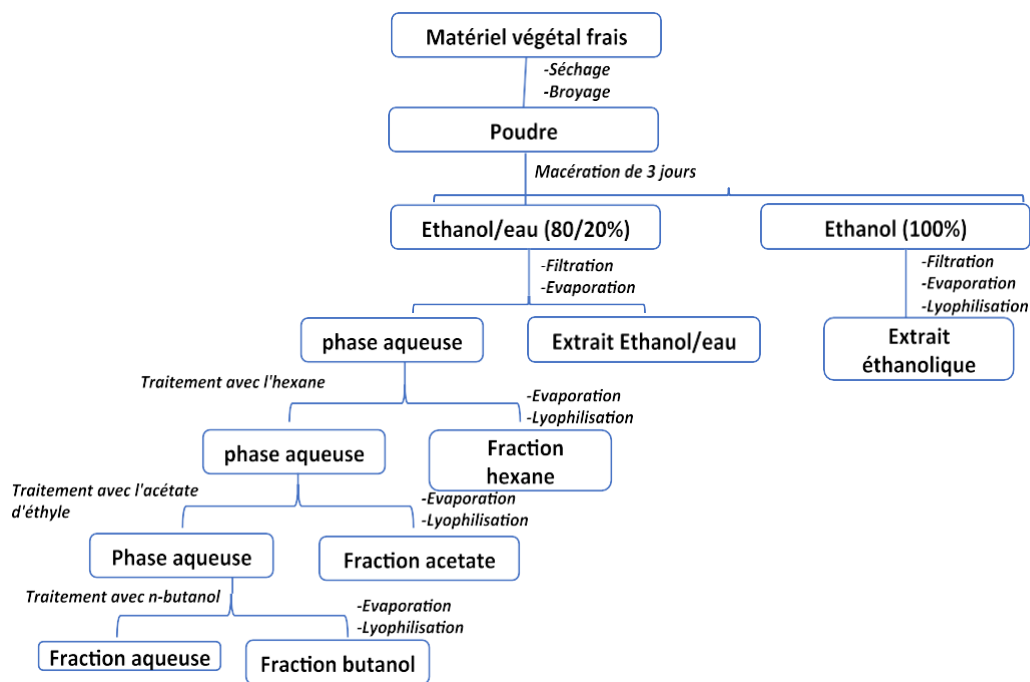 Matériel végétal frais
-Séchage
-Broyage
Poudre
Macération de 3 jours
Ethanol/eau (80/20%)
Ethanol (100%)
-Filtration
-Evaporation
-Filtration
-Evaporation
-Lyophilisation
phase aqueuse
Extrait Ethanol/eau
Extrait
éthanolique
Traitement avec l'hexane
-Evaporation
-Lyophilisation
phase aqueuse
Fraction
hexane
Traitement avec l'acétate
d'éthyle
-Evaporation
-Lyophilisation
Phase aqueuse
Fraction acetate
Traitement avec n-butanol
-Evaporation
-Lyophilisation
Fraction aqueuse
Fraction butanol